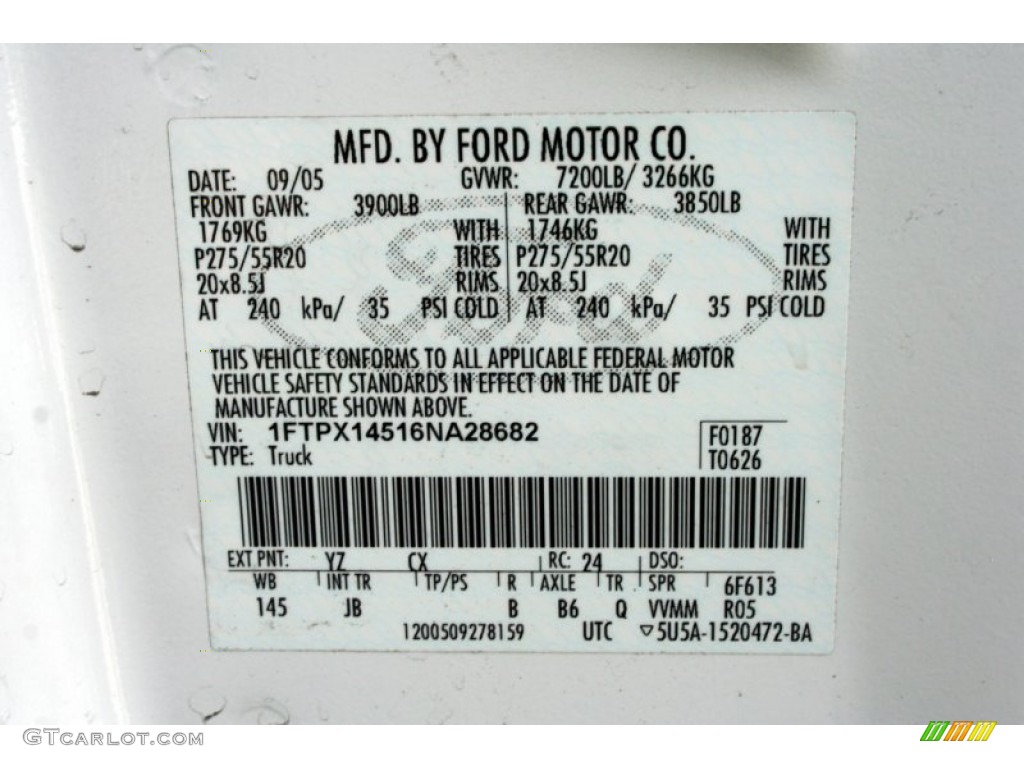 MFD. BY FORD MOTOR CO.
DATE: 09/05 GVWR: 7200LB/ 3266KG
FRONT GAWR: 3900LB REAR GAWR: 3850LB
1769KG WITH 1746KG WITH
P275/55R20 TIRES P275/55R20 TIRES
20x8.5J RIMS 20x8.5J RIMS
AT 240 kPa/ 35 PSI COLD AT 240 kPa/ 35 PSI COLD
Ford
THIS VEHICLE CONFORMS TO ALL APPLICABLE FEDERAL MOTOR
VEHICLE SAFETY STANDARDS IN EFFECT ON THE DATE OF
MANUFACTURE SHOWN ABOVE.
VIN: 1FTPX14516NA28682 F0187
TYPE: Truck T0626
EXT PNT: YZ CX RC: 24 DSO:
WB INT TR TP/PS R AXLE TR SPR 6F613
145 JB B B6 Q VVMM R05
1200509278159 UTC ▽5U5A-1520472-BA
GTCARLOT.COM